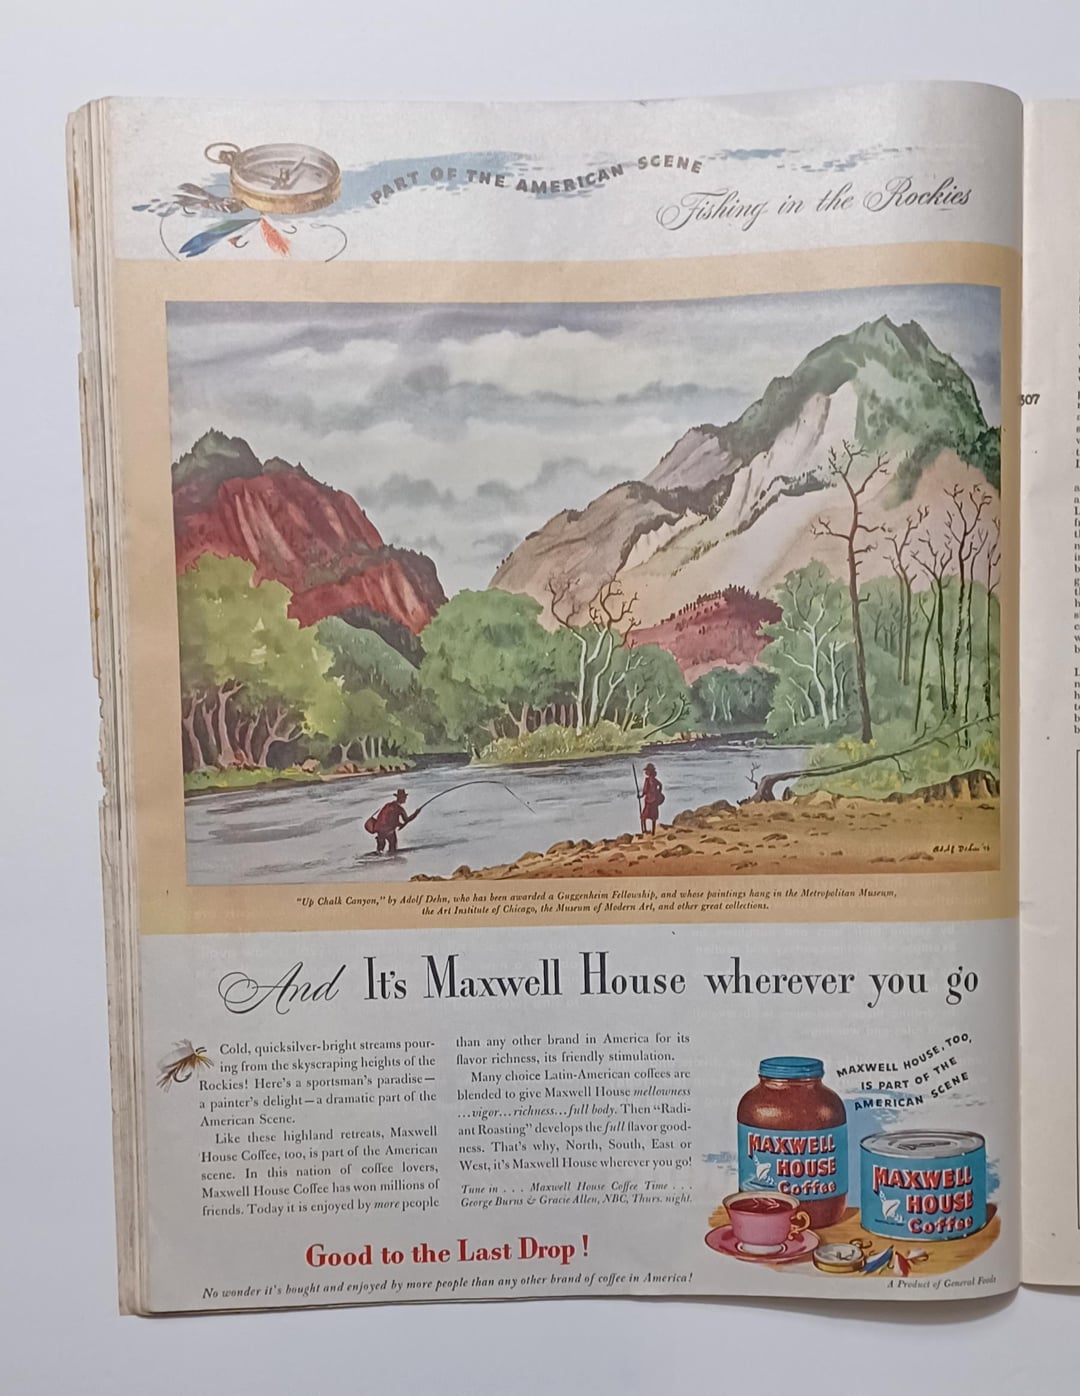 PART OF THE AMERICAN SCENE
Fishing in the Rockies
307
Adolf Dehn '46
"Up Chalk Canyon," by Adolf Dehn, who has been awarded a Guggenheim Fellowship, and whose paintings hang in the Metropolitan Museum,
the Art Institute of Chicago, the Museum of Modern Art, and other great collections.
And It's Maxwell House wherever you go
Cold, quicksilver-bright streams pour-
ing from the skyscraping heights of the
Rockies! Here's a sportsman's paradise—
a painter's delight—a dramatic part of the
American Scene.
Like these highland retreats, Maxwell
House Coffee, too, is part of the American
scene. In this nation of coffee lovers,
Maxwell House Coffee has won millions of
friends. Today it is enjoyed by more people
than any other brand in America for its
flavor richness, its friendly stimulation.
Many choice Latin-American coffees are
blended to give Maxwell House mellowness
...vigor...richness...full body. Then "Radi-
ant Roasting" develops the full flavor good-
ness. That's why, North, South, East or
West, it's Maxwell House wherever you go!
Tune in . . . Maxwell House Coffee Time . . .
George Burns & Gracie Allen, NBC, Thurs. night.
MAXWELL HOUSE, TOO,
IS PART OF THE
AMERICAN SCENE
MAXWELL
HOUSE
Coffee
MAXWELL
HOUSE
Coffee
Good to the Last Drop!
No wonder it's bought and enjoyed by more people than any other brand of coffee in America!
A Product of General Foods